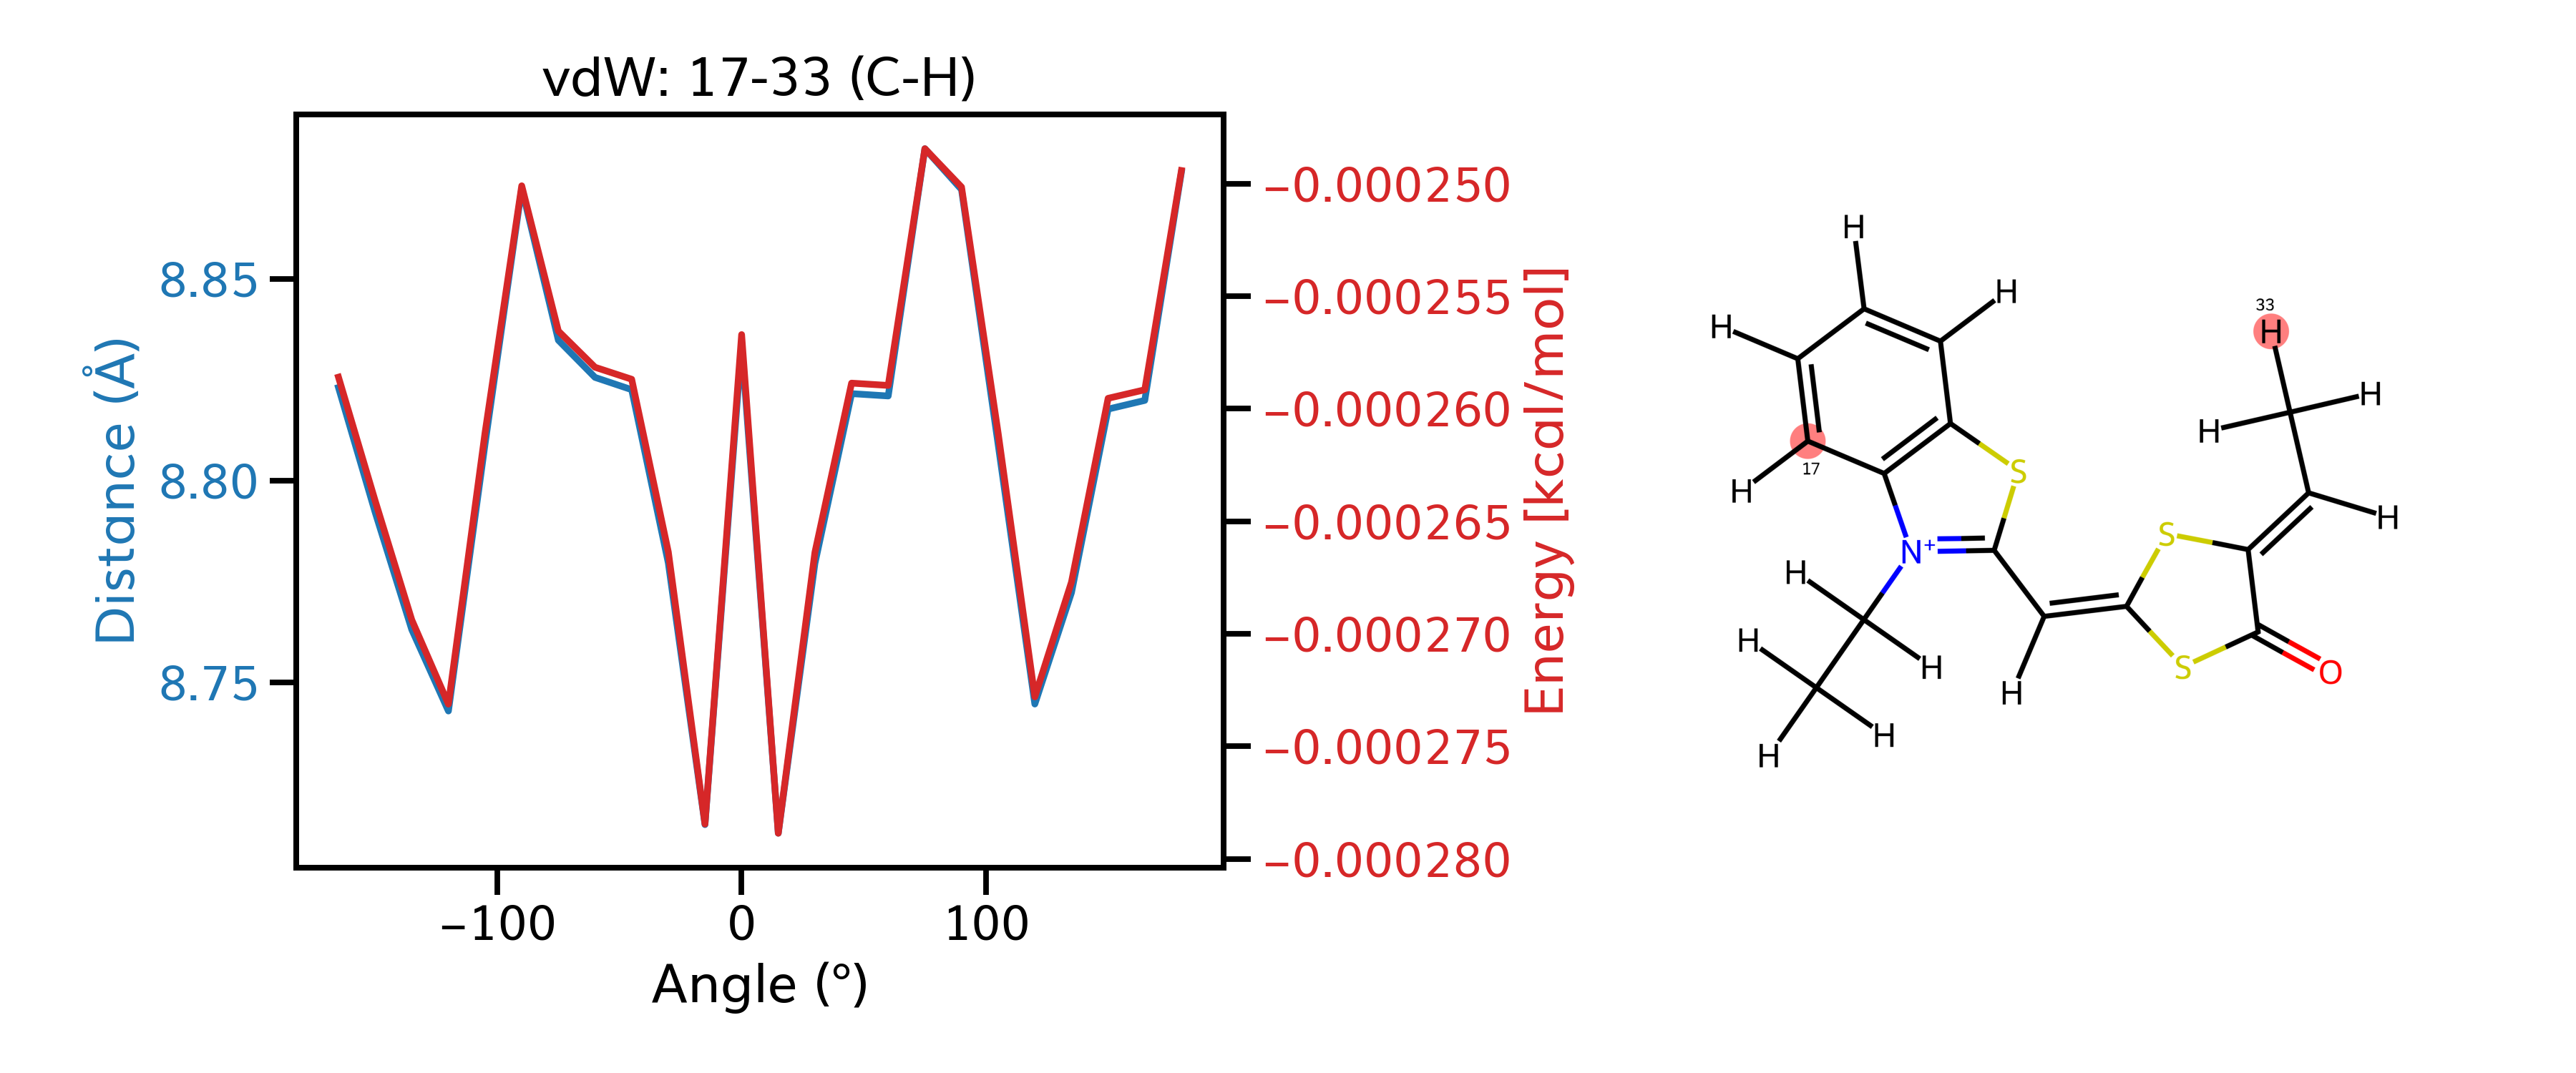 vdW: 17-33 (C-H)
Distance (Å)
8.85
8.80
8.75
−100
0
100
Angle (°)
−0.000250
−0.000255
−0.000260
−0.000265
−0.000270
−0.000275
−0.000280
Energy [kcal/mol]
H
H
H
33
H
H
H
17
H
S
H
S
N+
H
H
H
S
O
H
H
H